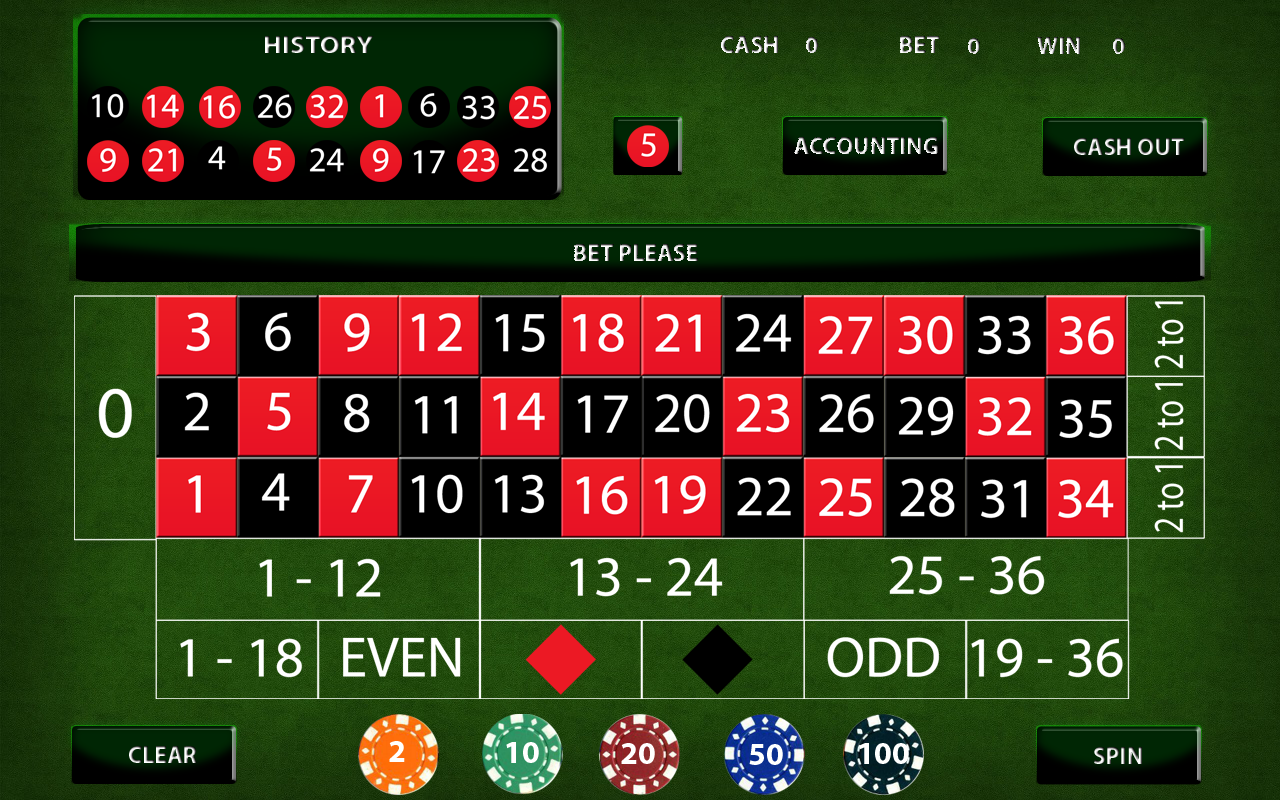 HISTORY
CASH 0 BET 0 WIN 0
10 14 16 26 32 1 6 33 25
9 21 4 5 24 9 17 23 28
5
ACCOUNTING
CASH OUT
BET PLEASE
0
3 6 9 12 15 18 21 24 27 30 33 36 2 to 1
2 5 8 11 14 17 20 23 26 29 32 35 2 to 1
1 4 7 10 13 16 19 22 25 28 31 34 2 to 1
1 - 12 13 - 24 25 - 36
1 - 18 EVEN ODD 19 - 36
CLEAR 2 10 20 50 100 SPIN